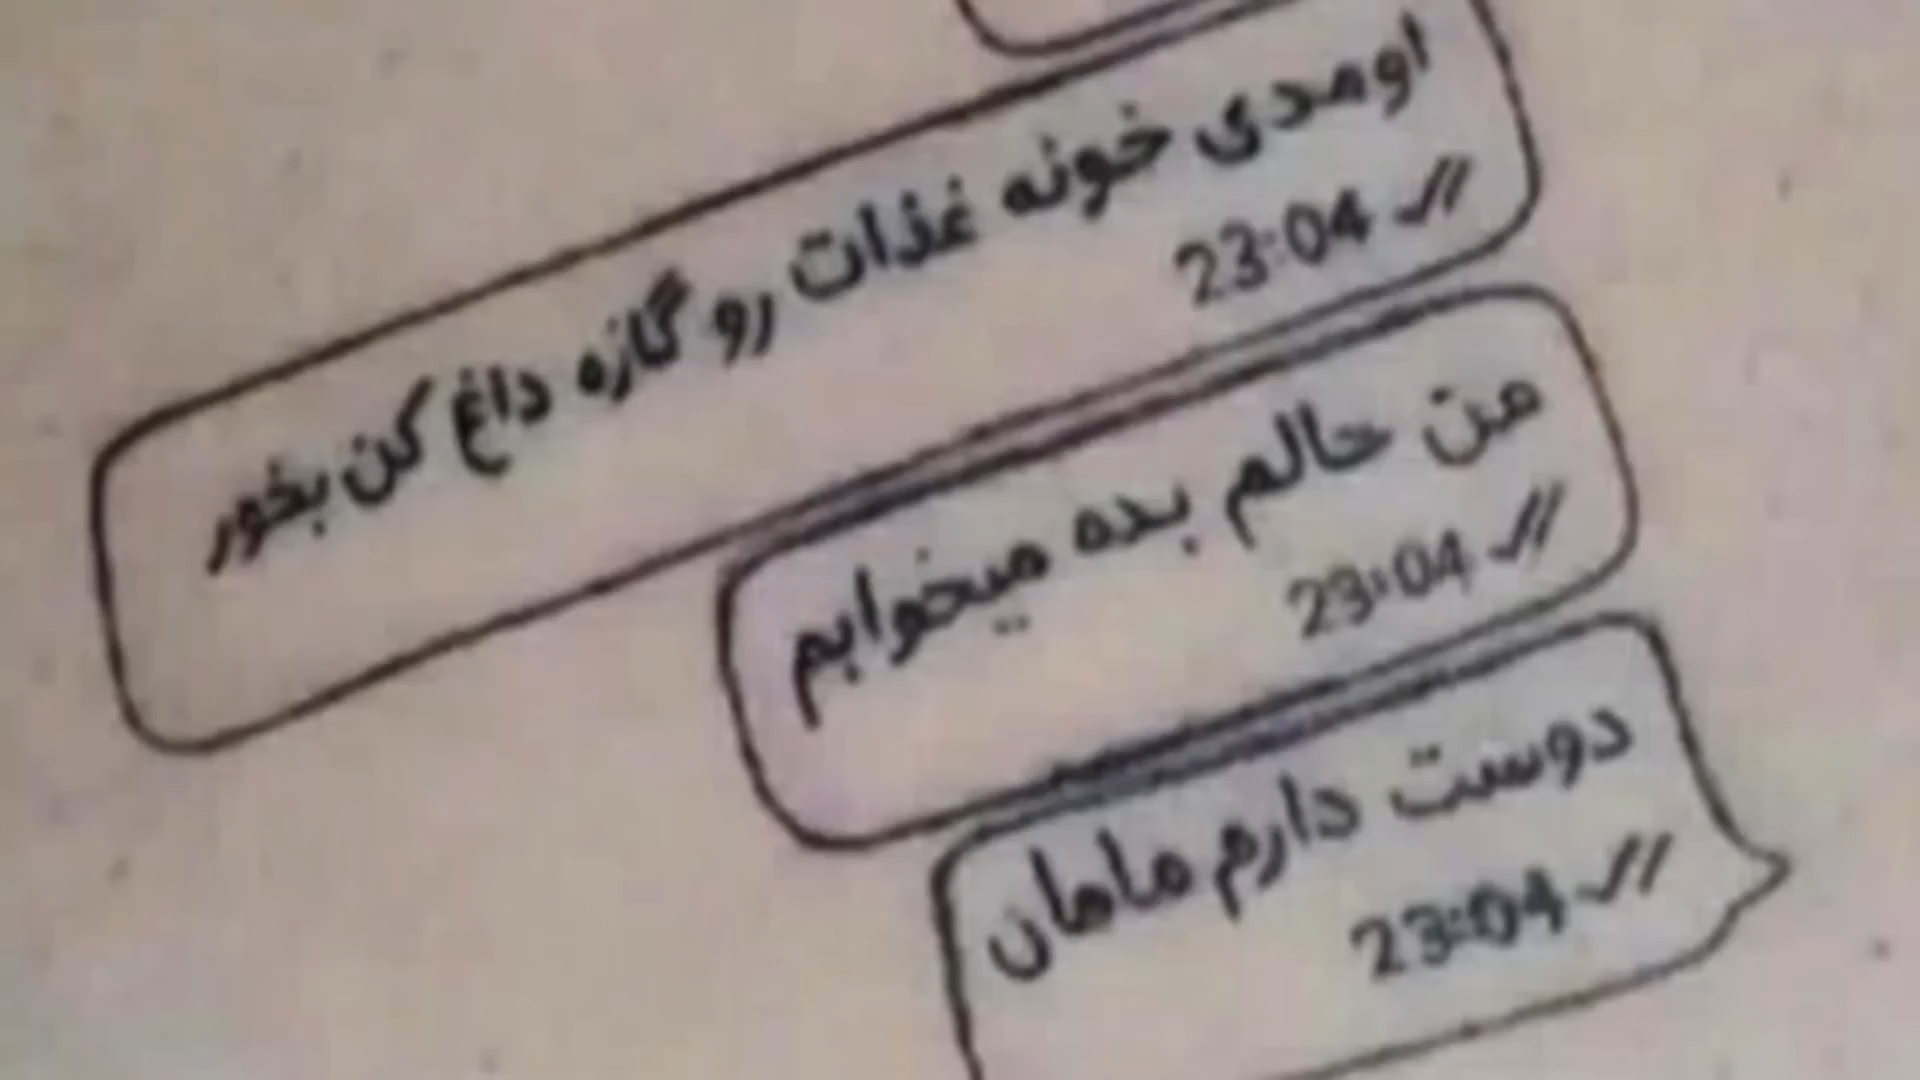 اومدی خونه غذات رو گازه داغ کن بخور
23:04
من حالم بده میخوابم
23:04
دوست دارم مامان
23:04